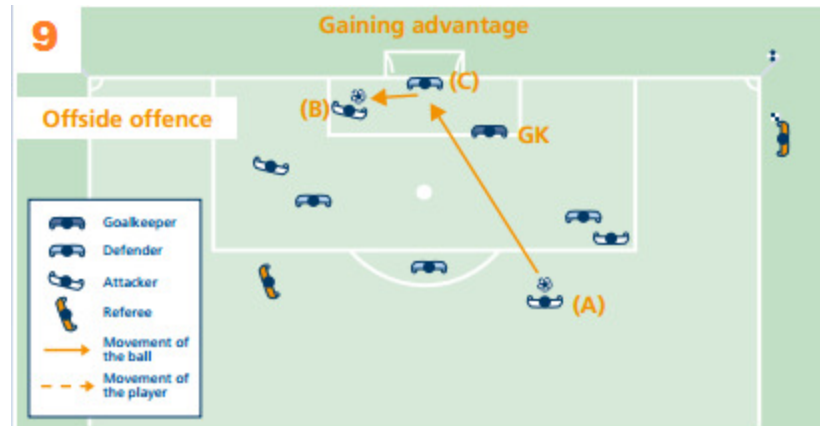 9
Gaining advantage
(C)
(B)
Offside offence
GK
Goalkeeper
Defender
Attacker
(A)
Referee
Movement of
the ball
Movement of
the player